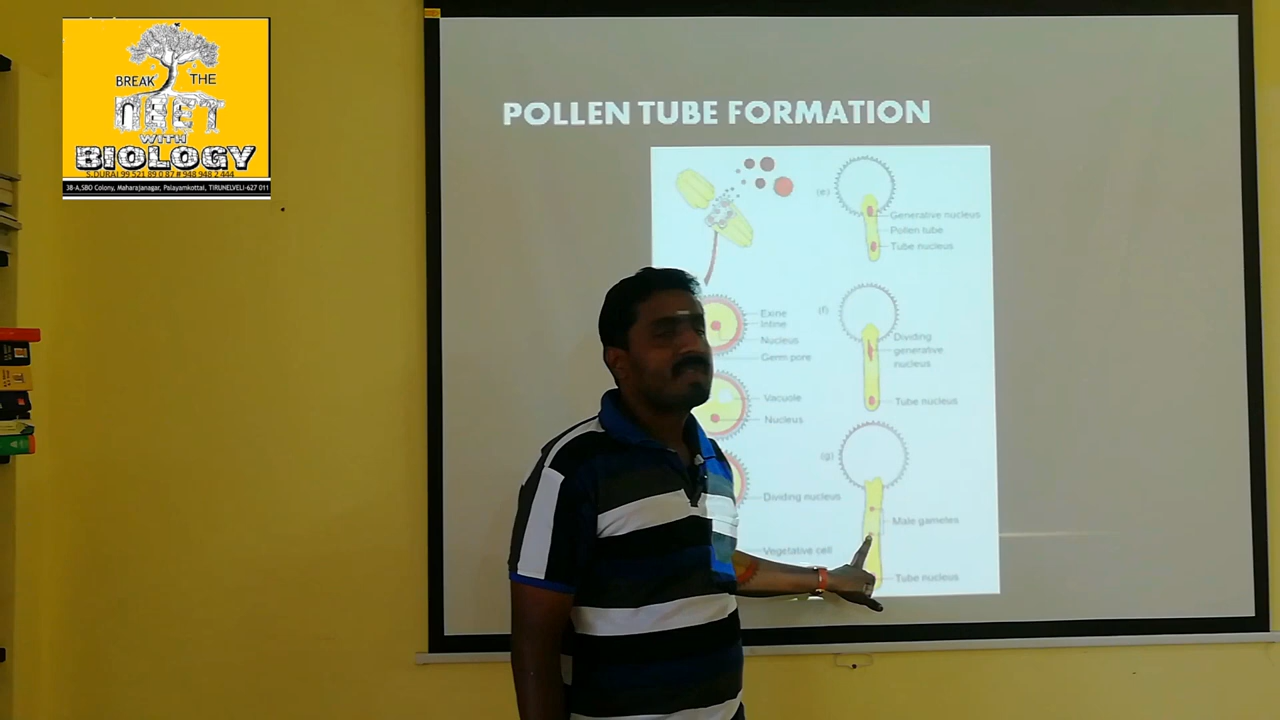 BREAK THE
NEET
WITH
BIOLOGY
S.DURAI 99 521 89 0 87 # 948 948 2 444
38-A,SBO Colony, Maharajanagar, Palayamkottai, TIRUNELVELI-627 011
POLLEN TUBE FORMATION
Exine
Intine
Nucleus
Germ pore
Vacuole
Nucleus
Dividing nucleus
Vegetative cell
(e)
Generative nucleus
Pollen tube
Tube nucleus
(f)
Dividing
generative
nucleus
Tube nucleus
(g)
Male gametes
Tube nucleus